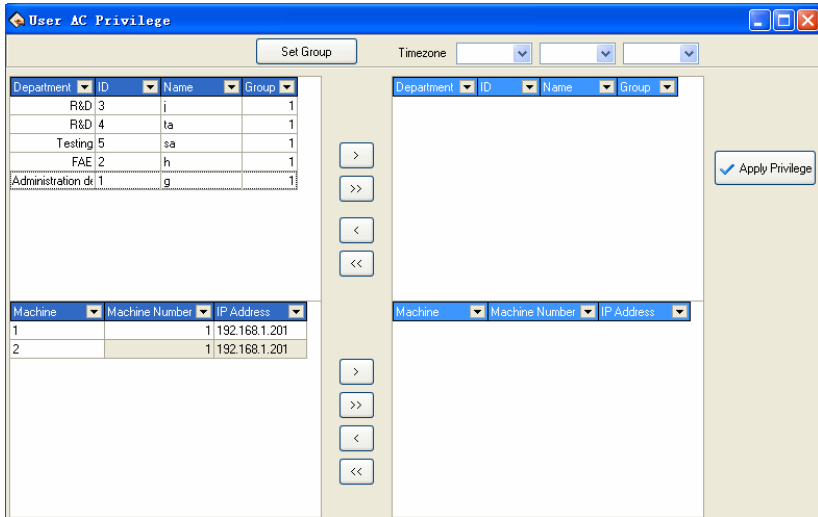 User AC Privilege
Set Group Timezone
Department ID Name Group Department ID Name Group
R&D 3 i 1
R&D 4 ta 1
Testing 5 sa 1
FAE 2 h 1
Administration de 1 g 1
>
>>
<
<<
Apply Privilege
Machine Machine Number IP Address Machine Machine Number IP Address
1 1 192.168.1.201
2 1 192.168.1.201
>
>>
<
<<